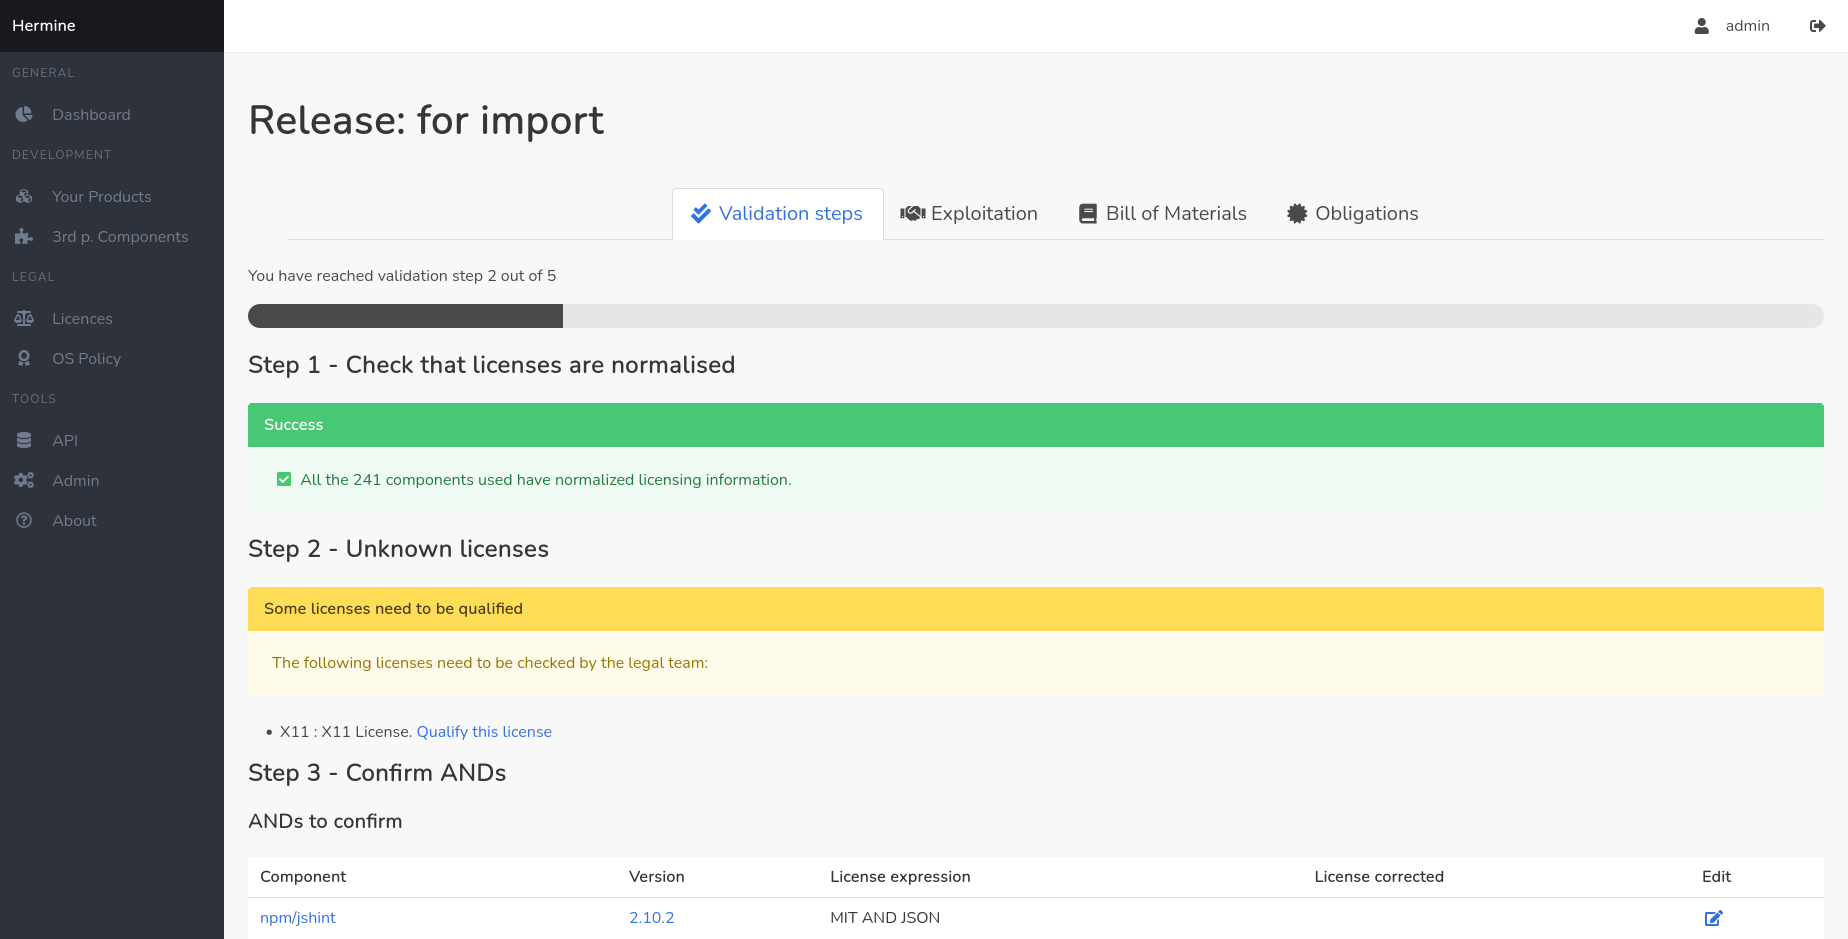 Hermine
admin
GENERAL
Dashboard
DEVELOPMENT
Your Products
3rd p. Components
LEGAL
Licences
OS Policy
TOOLS
API
Admin
About
Release: for import
Validation steps
Exploitation
Bill of Materials
Obligations
You have reached validation step 2 out of 5
Step 1 - Check that licenses are normalised
Success
All the 241 components used have normalized licensing information.
Step 2 - Unknown licenses
Some licenses need to be qualified
The following licenses need to be checked by the legal team:
• X11 : X11 License. Qualify this license
Step 3 - Confirm ANDs
ANDs to confirm
Component Version License expression License corrected Edit
npm/jshint 2.10.2 MIT AND JSON